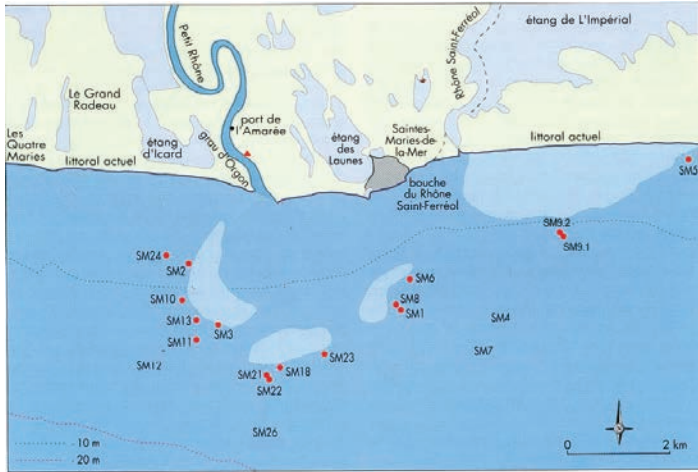 étang de L'Impérial
Petit Rhône
Rhône Saint-Ferréol
Le Grand
Radeau
port de
l'Amarée
Les
Quatre
Maries
étang
d'Icard
grau d'Orgon
étang
des
Launes
Saintes-
Maries-de-
la-Mer
littoral actuel
littoral actuel
bouche
du Rhône
Saint-Ferréol
SM5
SM9.2
SM9.1
SM24
SM2
SM6
SM10
SM8
SM1
SM13
SM3
SM4
SM11
SM12
SM23
SM7
SM18
SM21
SM22
SM26
- 10 m
- 20 m
0
2 km